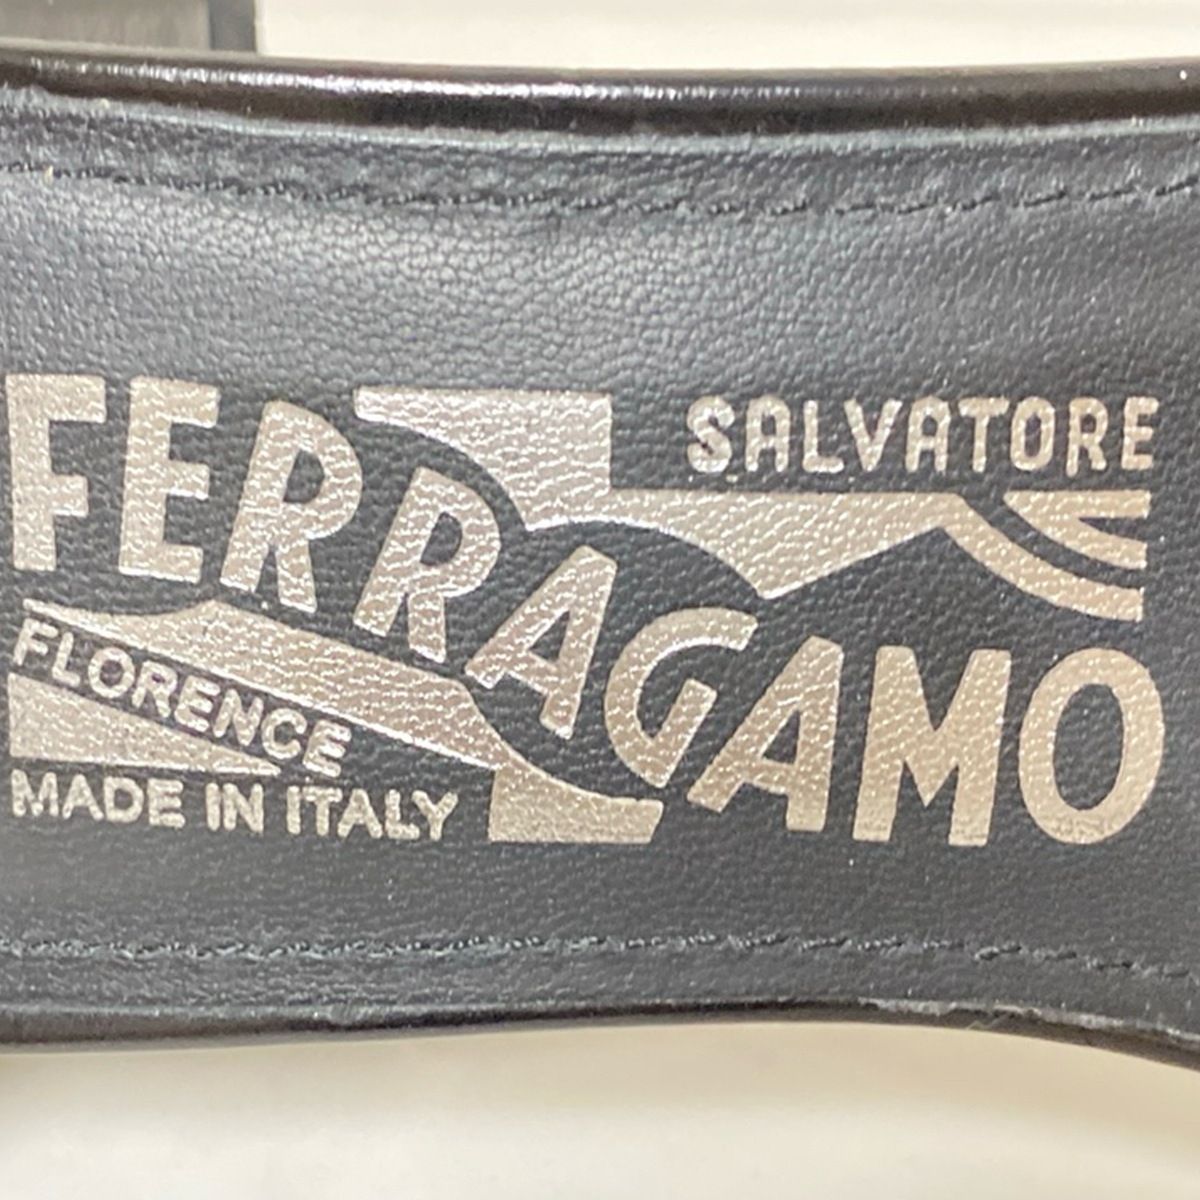 SALVATORE
FERRAGAMO
FLORENCE
MADE IN ITALY